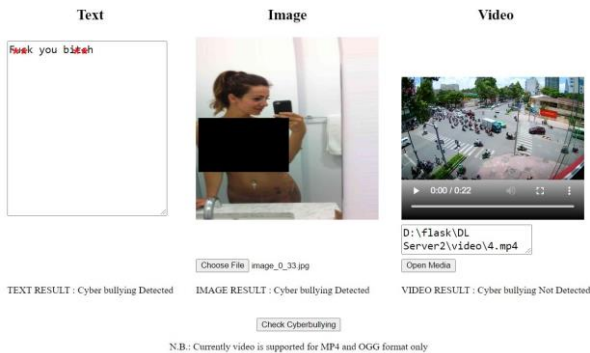 Text
Image
Video
Fuck you bitch
0:00 / 0:22
D:\flask\DL
Server2\video\4.mp4
Choose File image_0_33.jpg
Open Media
TEXT RESULT : Cyber bullying Detected
IMAGE RESULT : Cyber bullying Detected
VIDEO RESULT : Cyber bullying Not Detected
Check Cyberbullying
N.B.: Currently video is supported for MP4 and OGG format only